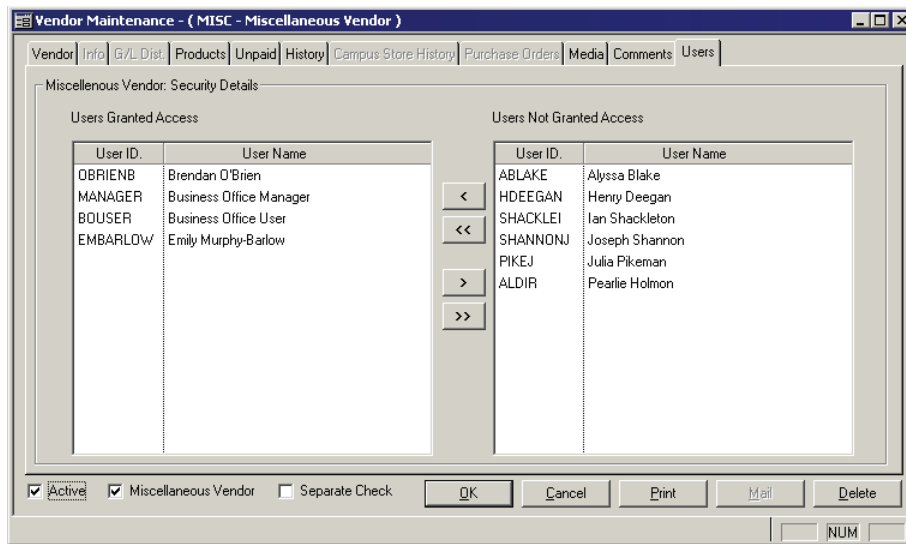 Vendor Maintenance - ( MISC - Miscellaneous Vendor )
Vendor Info G/L Dist. Products Unpaid History Campus Store History Purchase Orders Media Comments Users
Miscellenous Vendor: Security Details
Users Granted Access Users Not Granted Access
User ID. User Name User ID. User Name
OBRIENB Brendan O'Brien ABLAKE Alyssa Blake
MANAGER Business Office Manager < HDEEGAN Henry Deegan
BOUSER Business Office User SHACKLEI Ian Shackleton
EMBARLOW Emily Murphy-Barlow << SHANNONJ Joseph Shannon
PIKEJ Julia Pikeman
> ALDIR Pearlie Holmon
>>
Active Miscellaneous Vendor Separate Check OK Cancel Print Mail Delete
NUM